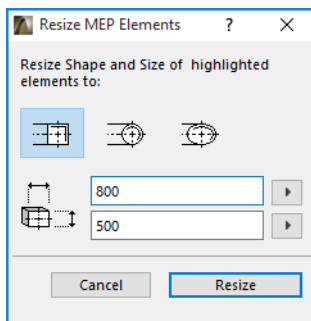 Resize MEP Elements
?
Resize Shape and Size of highlighted
elements to:
800
500
Cancel
Resize